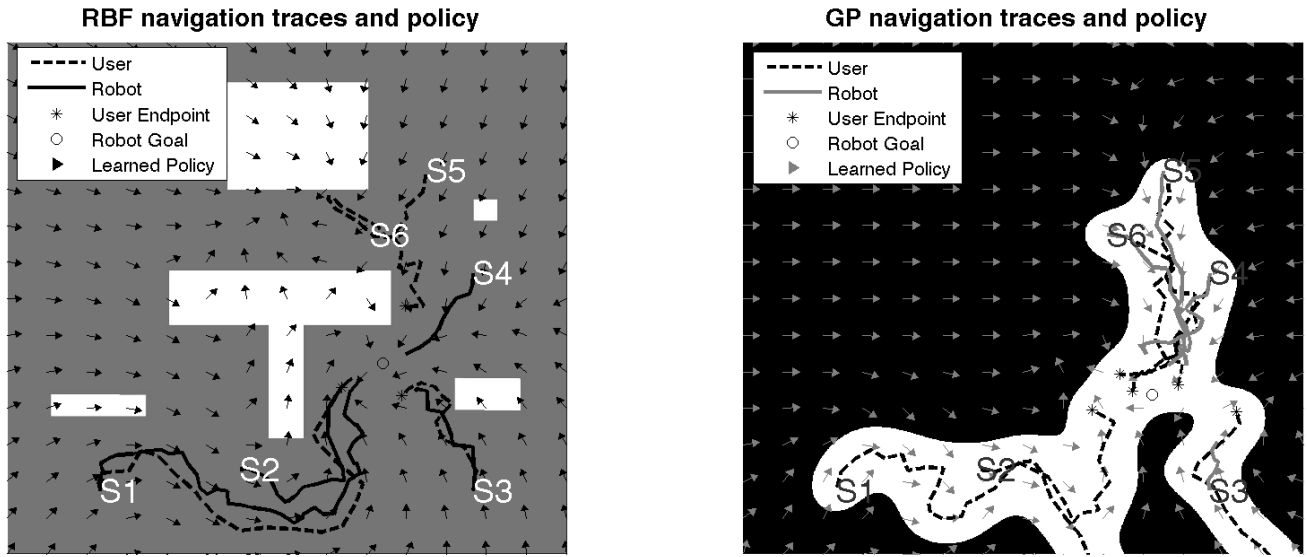 RBF navigation traces and policy
User
Robot
User Endpoint
Robot Goal
Learned Policy
S5
S6
S4
S2
S1
S3
GP navigation traces and policy
User
Robot
User Endpoint
Robot Goal
Learned Policy
S5
S6
S4
S2
S1
S3